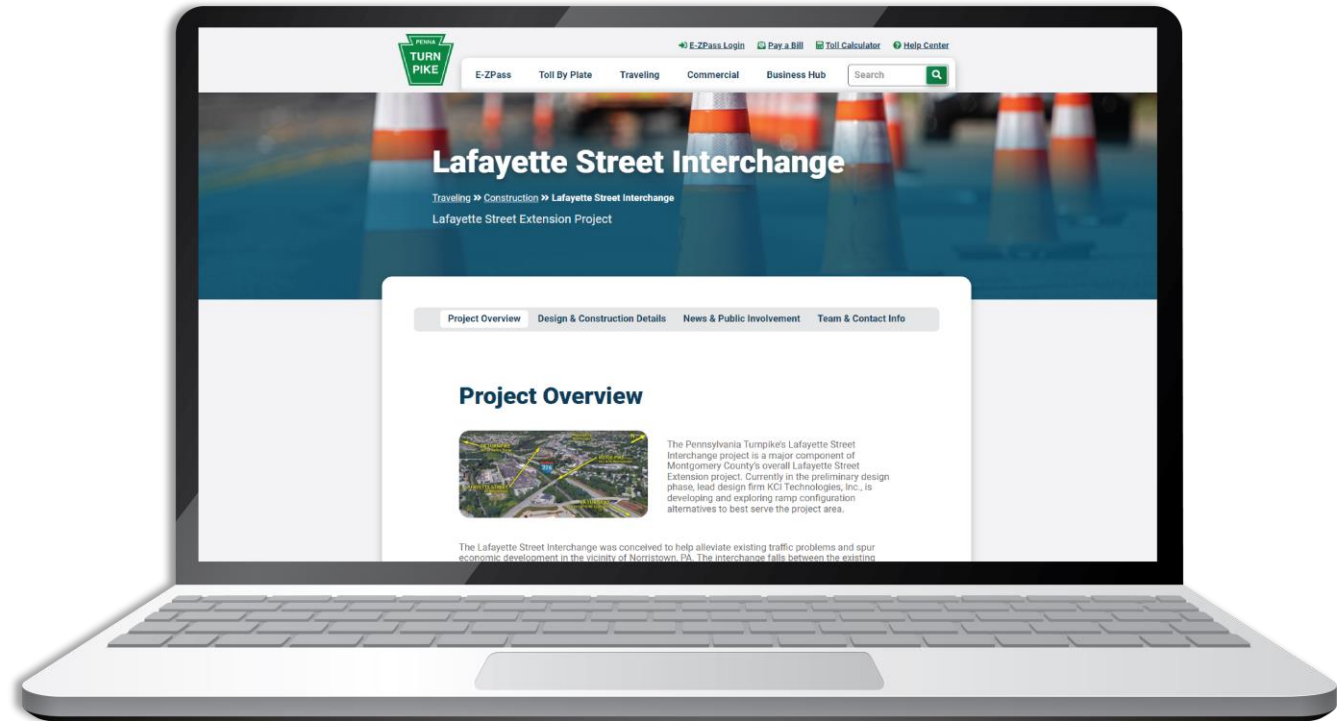 PENNA
TURN
PIKE
E-ZPass Login Pay a Bill Toll Calculator Help Center
E-ZPass Toll By Plate Traveling Commercial Business Hub Search
Lafayette Street Interchange
Traveling » Construction » Lafayette Street Interchange
Lafayette Street Extension Project
Project Overview Design & Construction Details News & Public Involvement Team & Contact Info
Project Overview
The Pennsylvania Turnpike's Lafayette Street
Interchange project is a major component of
Montgomery County's overall Lafayette Street
Extension project. Currently in the preliminary design
phase, lead design firm KCI Technologies, Inc., is
developing and exploring ramp configuration
alternatives to best serve the project area.
276
The Lafayette Street Interchange was conceived to help alleviate existing traffic problems and spur
economic development in the vicinity of Norristown, PA. The interchange falls between the existing